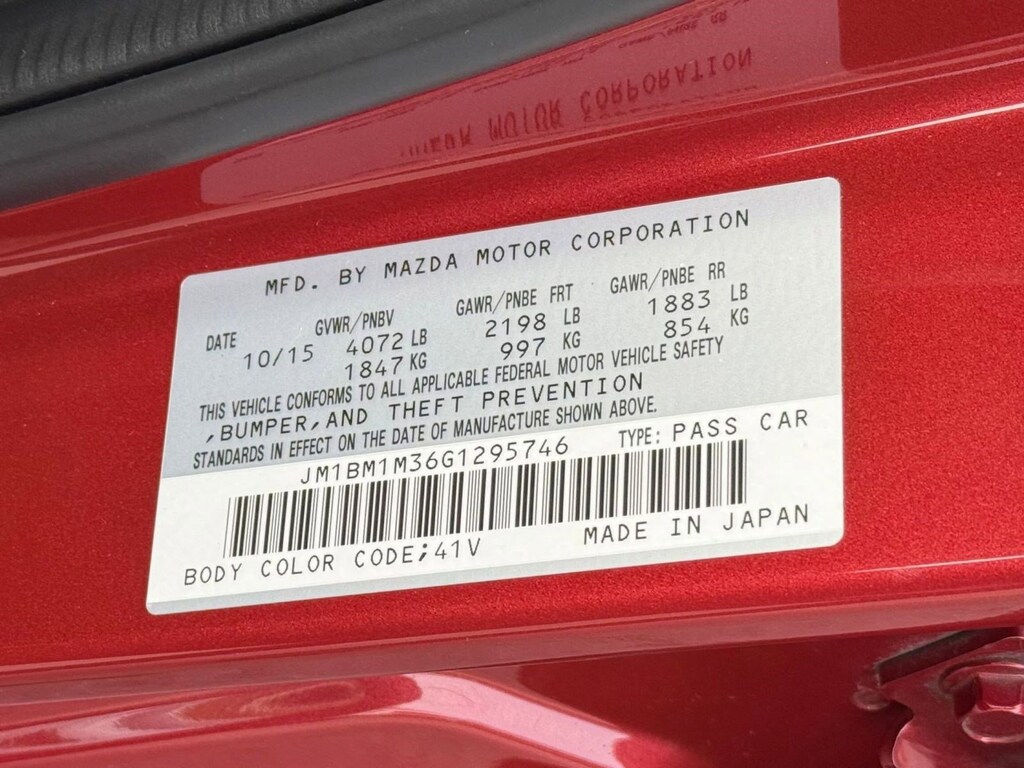 MFD. BY MAZDA MOTOR CORPORATION
DATE GVWR/PNBV GAWR/PNBE FRT GAWR/PNBE RR
10/15 4072 LB 2198 LB 1883 LB
1847 KG 997 KG 854 KG
THIS VEHICLE CONFORMS TO ALL APPLICABLE FEDERAL MOTOR VEHICLE SAFETY
,BUMPER,AND THEFT PREVENTION
STANDARDS IN EFFECT ON THE DATE OF MANUFACTURE SHOWN ABOVE.
JM1BM1M36G1295746 TYPE: PASS CAR
BODY COLOR CODE;41V MADE IN JAPAN